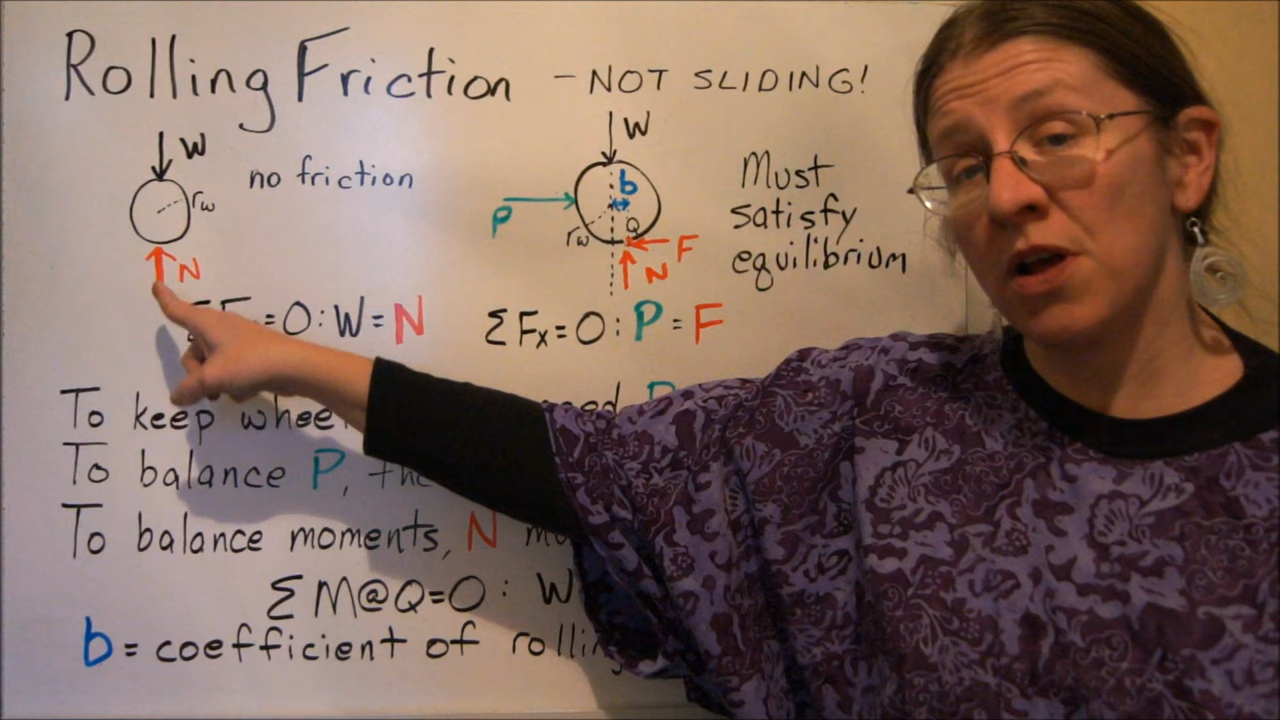 Rolling Friction - NOT SLIDING!
W
no friction
rw
N
W
b
P
rw
Q
F
N
Must
satisfy
equilibrium
=0: W = N
ΣFx=0: P = F
To keep
To balance P,
To balance moments, N
ΣM@Q=0: W
b = coefficient of